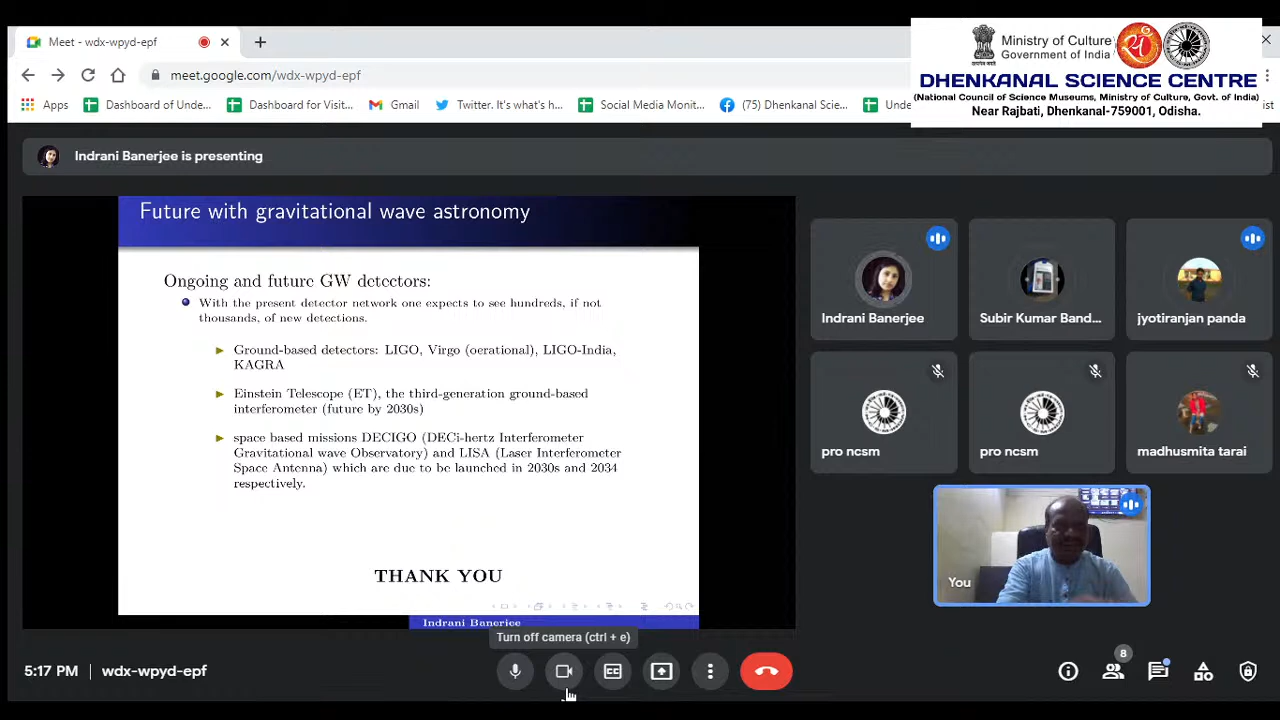 Meet - wdx-wpyd-epf
meet.google.com/wdx-wpyd-epf
Apps
Dashboard of Unde...
Dashboard for Visit...
Gmail
Twitter. It's what's h...
Social Media Monit...
(75) Dhenkanal Scie...
Unde
ist
Ministry of Culture
Government of India
DHENKANAL SCIENCE CENTRE
(National Council of Science Museums, Ministry of Culture, Govt. of India)
Near Rajbati, Dhenkanal-759001, Odisha.
Indrani Banerjee is presenting
Future with gravitational wave astronomy
Ongoing and future GW detectors:
With the present detector network one expects to see hundreds, if not
thousands, of new detections.
Ground-based detectors: LIGO, Virgo (oerational), LIGO-India,
KAGRA
Einstein Telescope (ET), the third-generation ground-based
interferometer (future by 2030s)
space based missions DECIGO (DECi-hertz Interferometer
Gravitational wave Observatory) and LISA (Laser Interferometer
Space Antenna) which are due to be launched in 2030s and 2034
respectively.
THANK YOU
Indrani Banerjee
Indrani Banerjee
Subir Kumar Band...
jyotiranjan panda
pro ncsm
pro ncsm
madhusmita tarai
You
Turn off camera (ctrl + e)
5:17 PM | wdx-wpyd-epf
CC
8